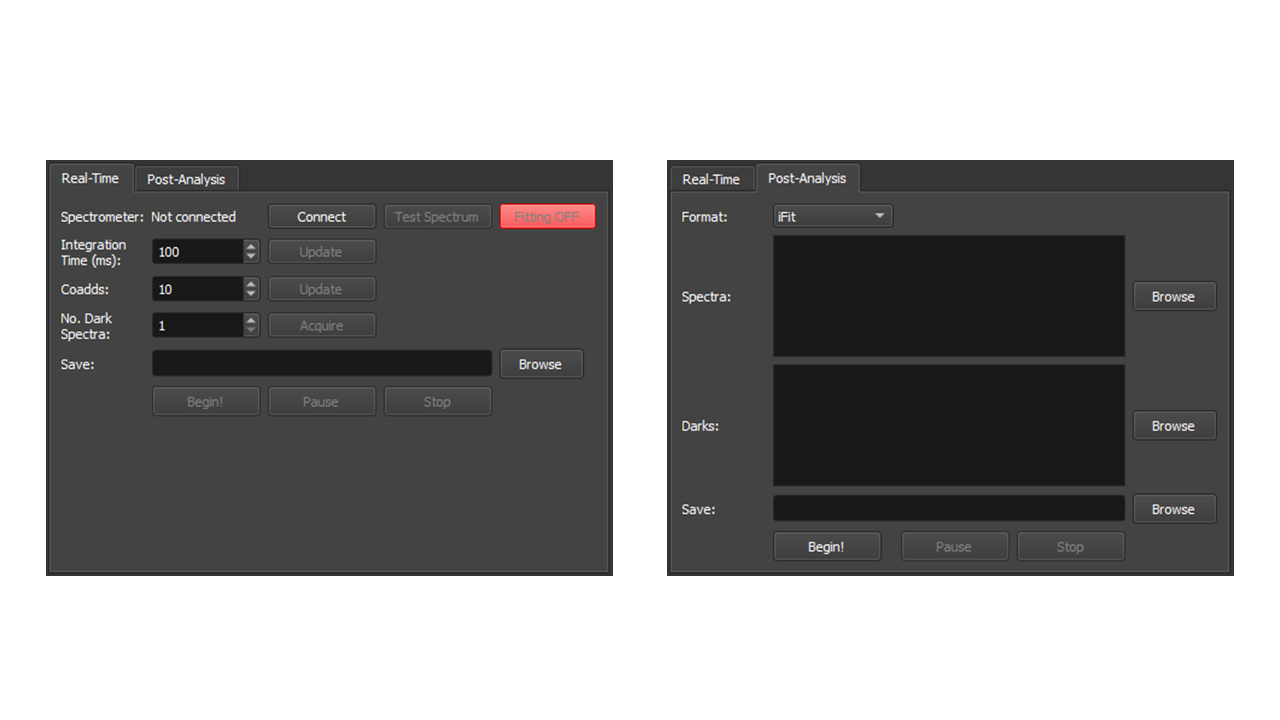 Real-Time Post-Analysis
Spectrometer: Not connected Connect Test Spectrum Fitting OFF
Integration
Time (ms): 100 Update
Coadds: 10 Update
No. Dark
Spectra: 1 Acquire
Save: Browse
Begin! Pause Stop
Real-Time Post-Analysis
Format: iFit
Spectra: Browse
Darks: Browse
Save: Browse
Begin! Pause Stop